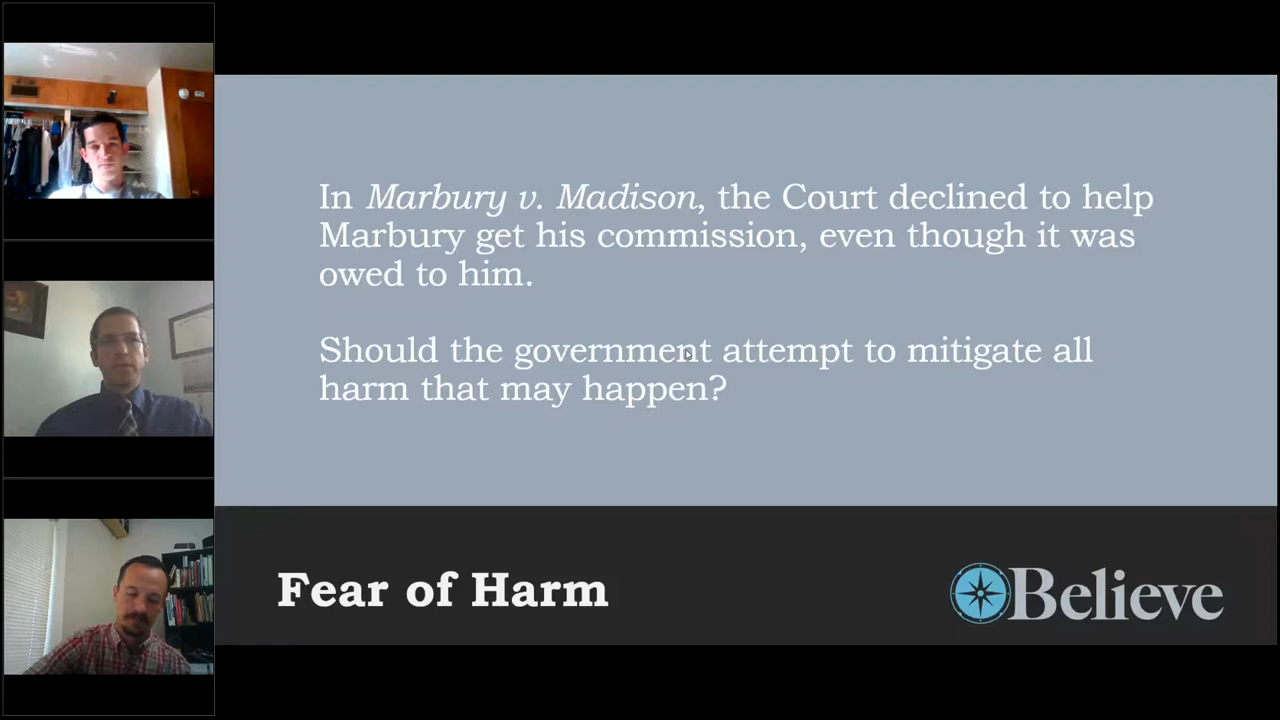 In Marbury v. Madison, the Court declined to help
Marbury get his commission, even though it was
owed to him.
Should the government attempt to mitigate all
harm that may happen?
Fear of Harm
Believe